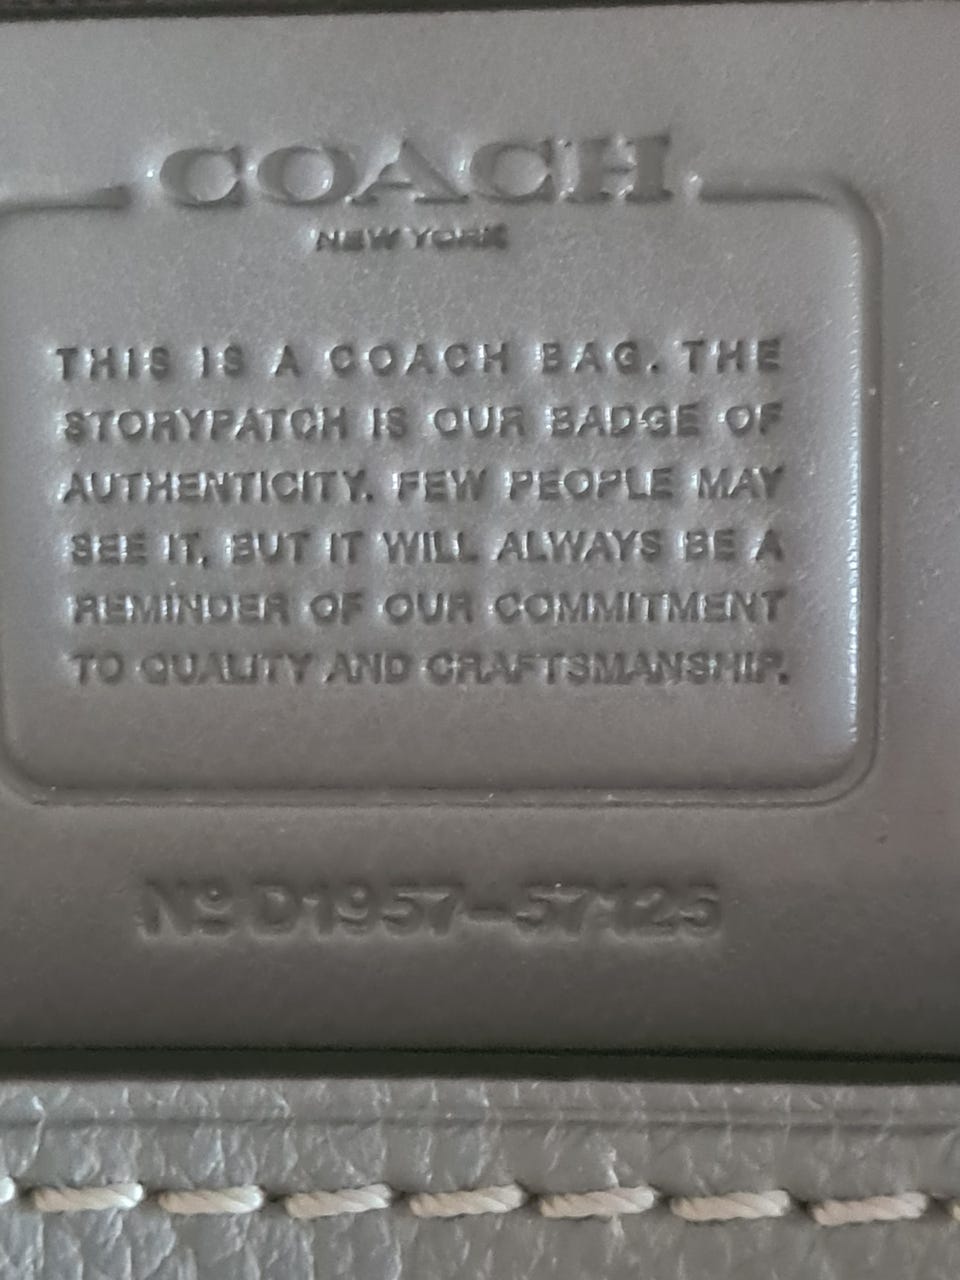 COACH
NEW YORK
THIS IS A COACH BAG. THE
STORYPATCH IS OUR BADGE OF
AUTHENTICITY. FEW PEOPLE MAY
SEE IT, BUT IT WILL ALWAYS BE A
REMINDER OF OUR COMMITMENT
TO QUALITY AND CRAFTSMANSHIP.
Nº D1957-57125